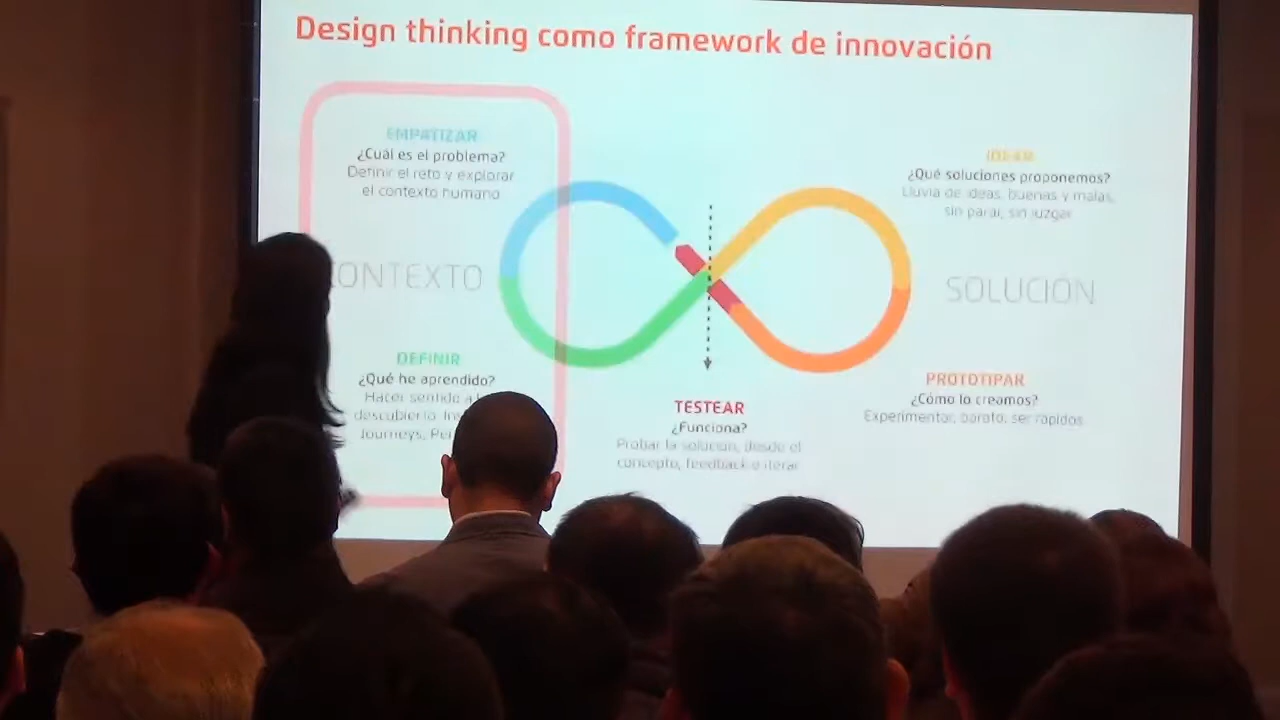 Design thinking como framework de innovación
EMPATIZAR
¿Cuál es el problema?
Definir el reto y explorar
el contexto humano
IDEAR
¿Qué soluciones proponemos?
Lluvia de ideas, buenas y malas,
sin parar, sin juzgar
ONTEXTO
SOLUCIÓN
DEFINIR
¿Qué he aprendido?
Hacer sentido a
descubierto.
Journeys,
PROTOTIPAR
¿Cómo lo creamos?
Experimentar, barato, ser rápidos
TESTEAR
¿Funciona?
Probar la solución, desde el
concepto, feedback e iterar